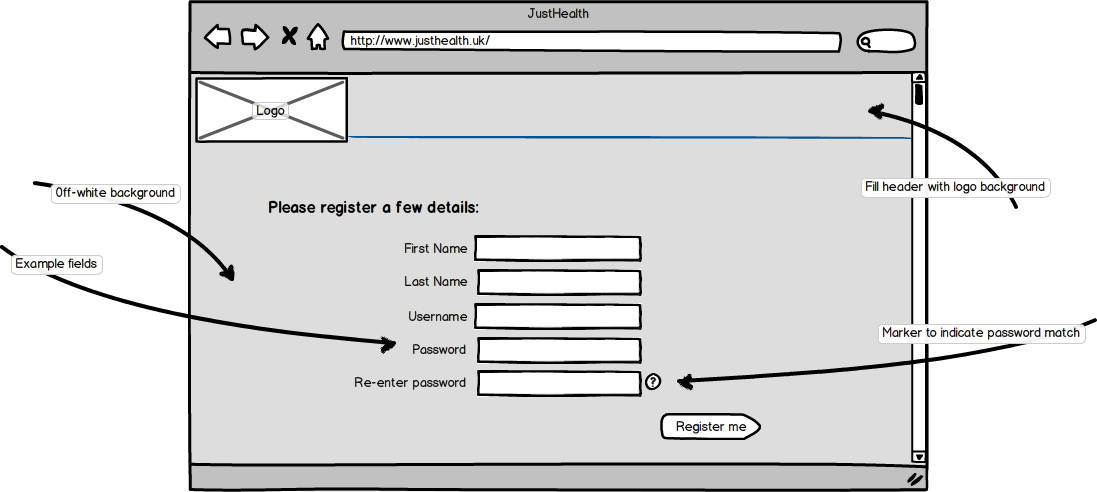 JustHealth
http://www.justhealth.uk/
Logo
Fill header with logo background
Off-white background
Please register a few details:
First Name
Example fields
Last Name
Username
Marker to indicate password match
Password
Re-enter password
?
Register me